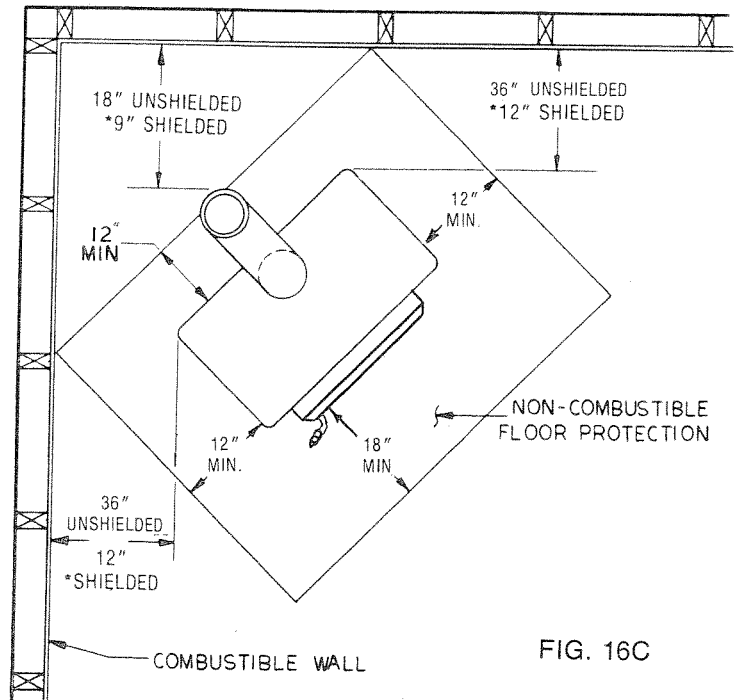 18" UNSHIELDED
*9" SHIELDED
36" UNSHIELDED
*12" SHIELDED
12"
MIN.
12"
MIN
NON-COMBUSTIBLE
FLOOR PROTECTION
12"
MIN.
18"
MIN
36"
UNSHIELDED
12"
*SHIELDED
COMBUSTIBLE WALL
FIG. 16C